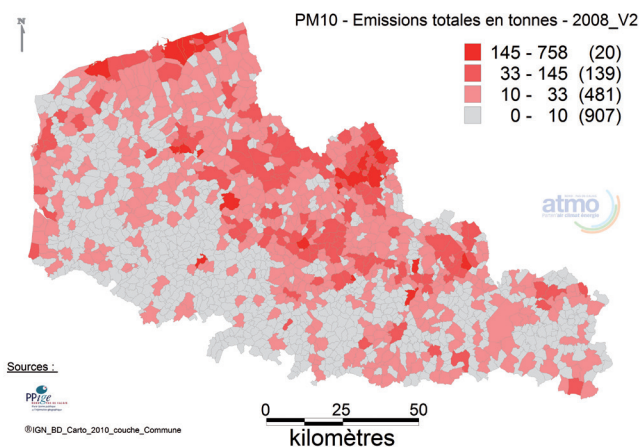 PM10 - Emissions totales en tonnes - 2008_V2
N
145 - 758 (20)
33 - 145 (139)
10 - 33 (481)
0 - 10 (907)
atmo
Sources :
PPige
®IGN_BD_Carto_2010_couche_Commune
0 25 50
kilomètres